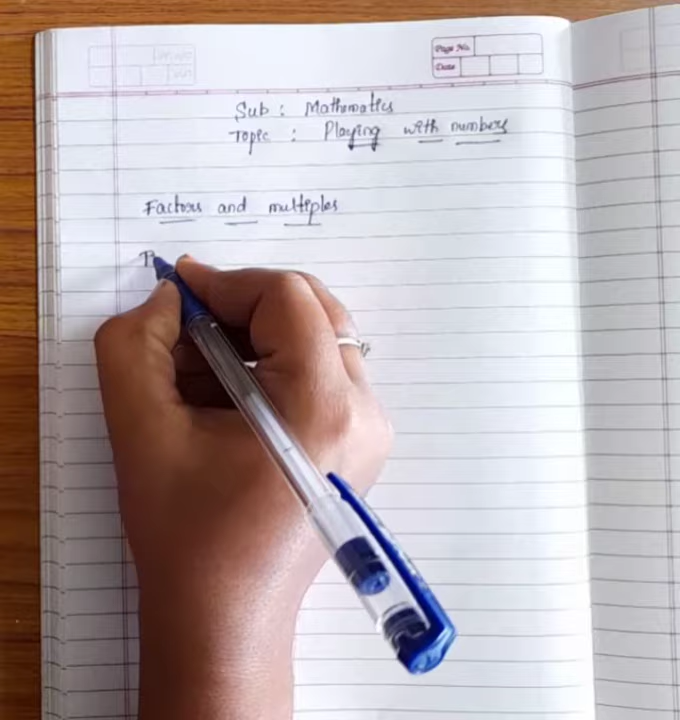 Page No.
Date
Sub : Mathematics
Topic : Playing with numbers
Factors and multiples